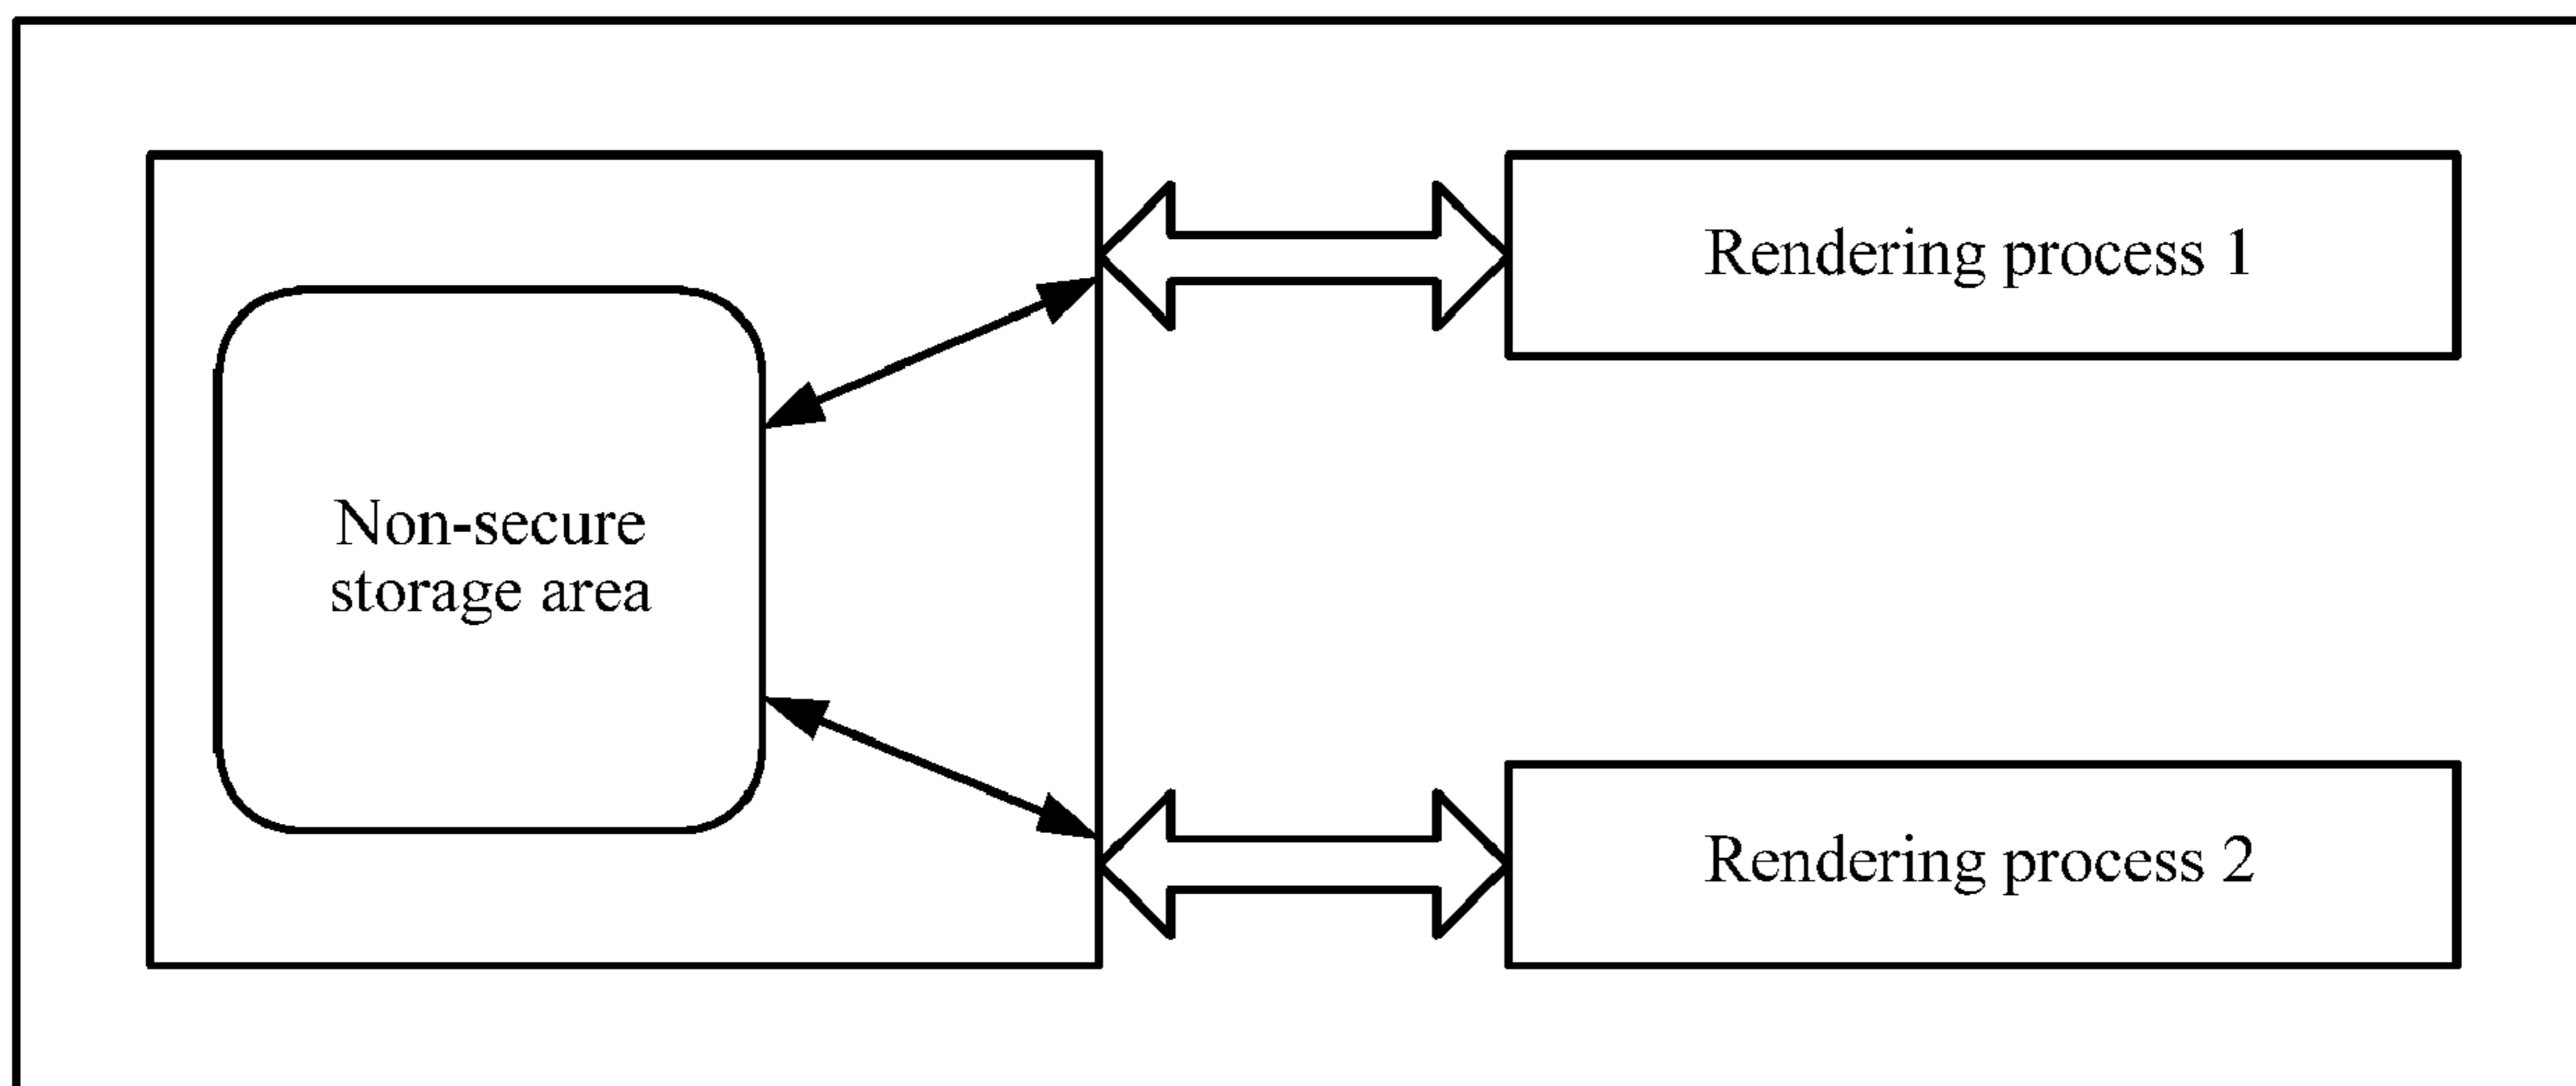 Rendering process 1
Non-secure
storage area
Rendering process 2